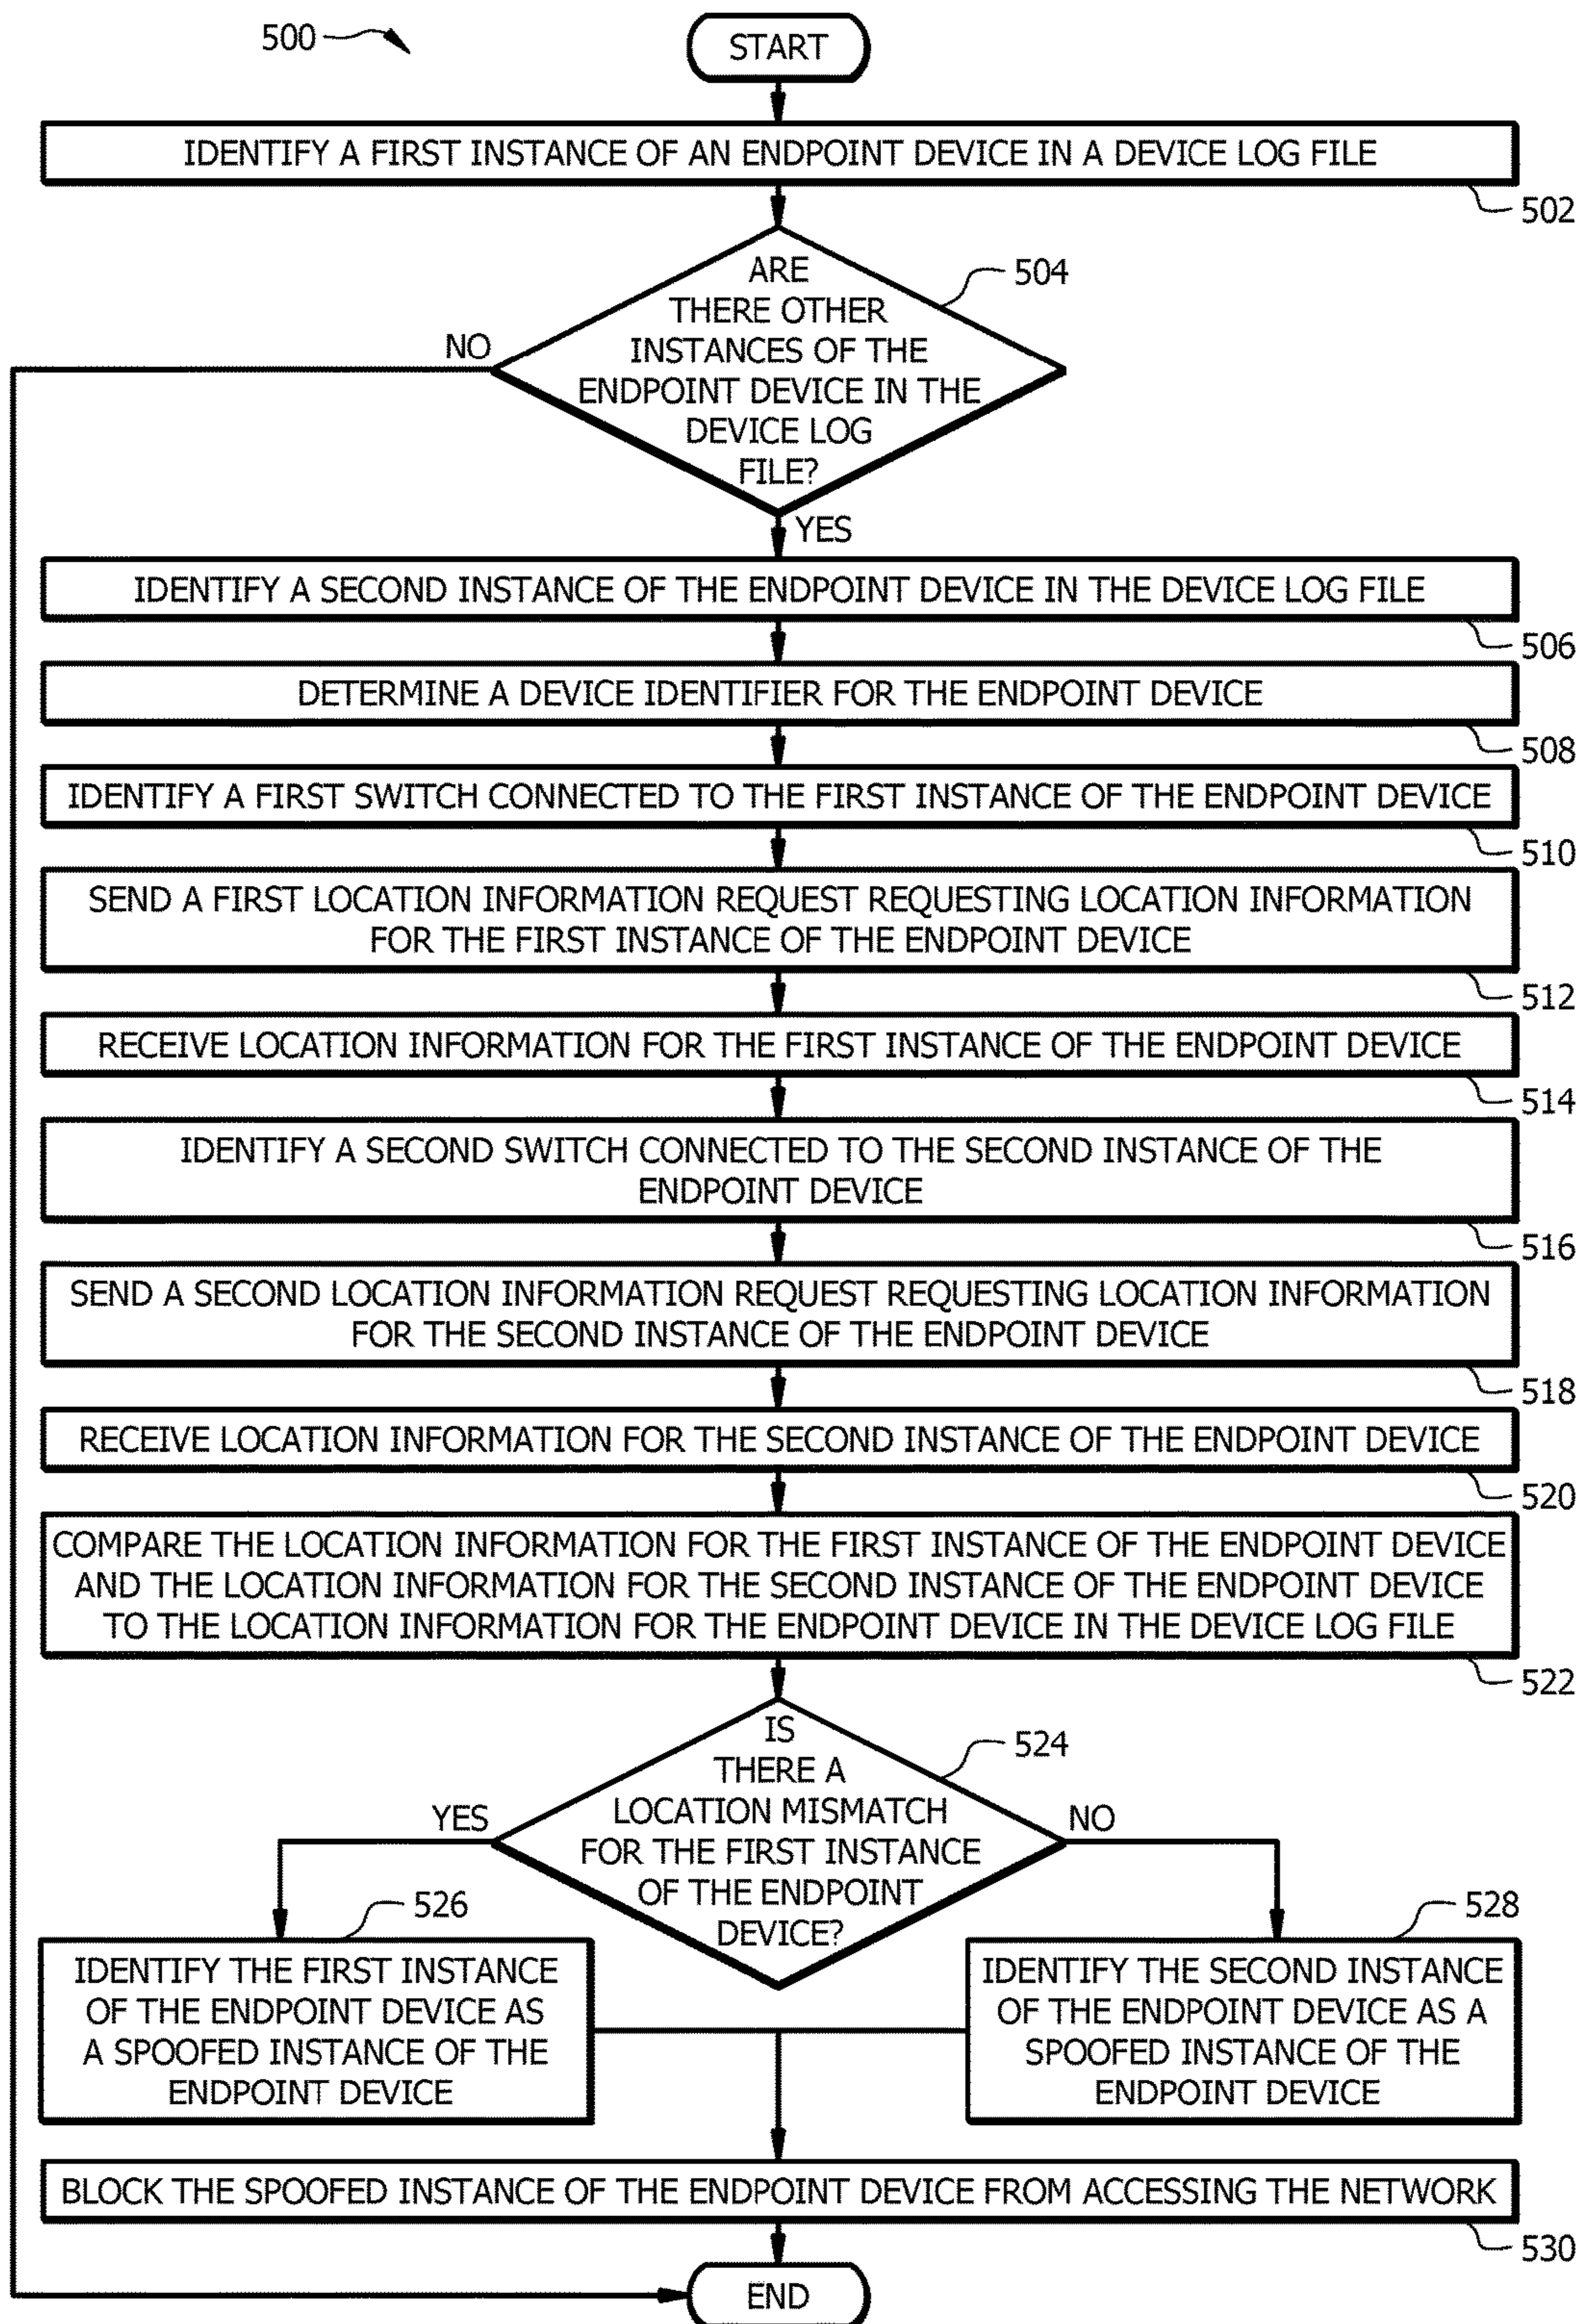 500
START
IDENTIFY A FIRST INSTANCE OF AN ENDPOINT DEVICE IN A DEVICE LOG FILE
502
ARE
THERE OTHER
INSTANCES OF THE
ENDPOINT DEVICE IN THE
DEVICE LOG
FILE?
504
NO
YES
IDENTIFY A SECOND INSTANCE OF THE ENDPOINT DEVICE IN THE DEVICE LOG FILE
506
DETERMINE A DEVICE IDENTIFIER FOR THE ENDPOINT DEVICE
508
IDENTIFY A FIRST SWITCH CONNECTED TO THE FIRST INSTANCE OF THE ENDPOINT DEVICE
510
SEND A FIRST LOCATION INFORMATION REQUEST REQUESTING LOCATION INFORMATION
FOR THE FIRST INSTANCE OF THE ENDPOINT DEVICE
512
RECEIVE LOCATION INFORMATION FOR THE FIRST INSTANCE OF THE ENDPOINT DEVICE
514
IDENTIFY A SECOND SWITCH CONNECTED TO THE SECOND INSTANCE OF THE
ENDPOINT DEVICE
516
SEND A SECOND LOCATION INFORMATION REQUEST REQUESTING LOCATION INFORMATION
FOR THE SECOND INSTANCE OF THE ENDPOINT DEVICE
518
RECEIVE LOCATION INFORMATION FOR THE SECOND INSTANCE OF THE ENDPOINT DEVICE
520
COMPARE THE LOCATION INFORMATION FOR THE FIRST INSTANCE OF THE ENDPOINT DEVICE
AND THE LOCATION INFORMATION FOR THE SECOND INSTANCE OF THE ENDPOINT DEVICE
TO THE LOCATION INFORMATION FOR THE ENDPOINT DEVICE IN THE DEVICE LOG FILE
522
IS
THERE A
LOCATION MISMATCH
FOR THE FIRST INSTANCE
OF THE ENDPOINT
DEVICE?
524
YES
NO
526
IDENTIFY THE FIRST INSTANCE
OF THE ENDPOINT DEVICE AS
A SPOOFED INSTANCE OF THE
ENDPOINT DEVICE
528
IDENTIFY THE SECOND INSTANCE
OF THE ENDPOINT DEVICE AS A
SPOOFED INSTANCE OF THE
ENDPOINT DEVICE
BLOCK THE SPOOFED INSTANCE OF THE ENDPOINT DEVICE FROM ACCESSING THE NETWORK
530
END